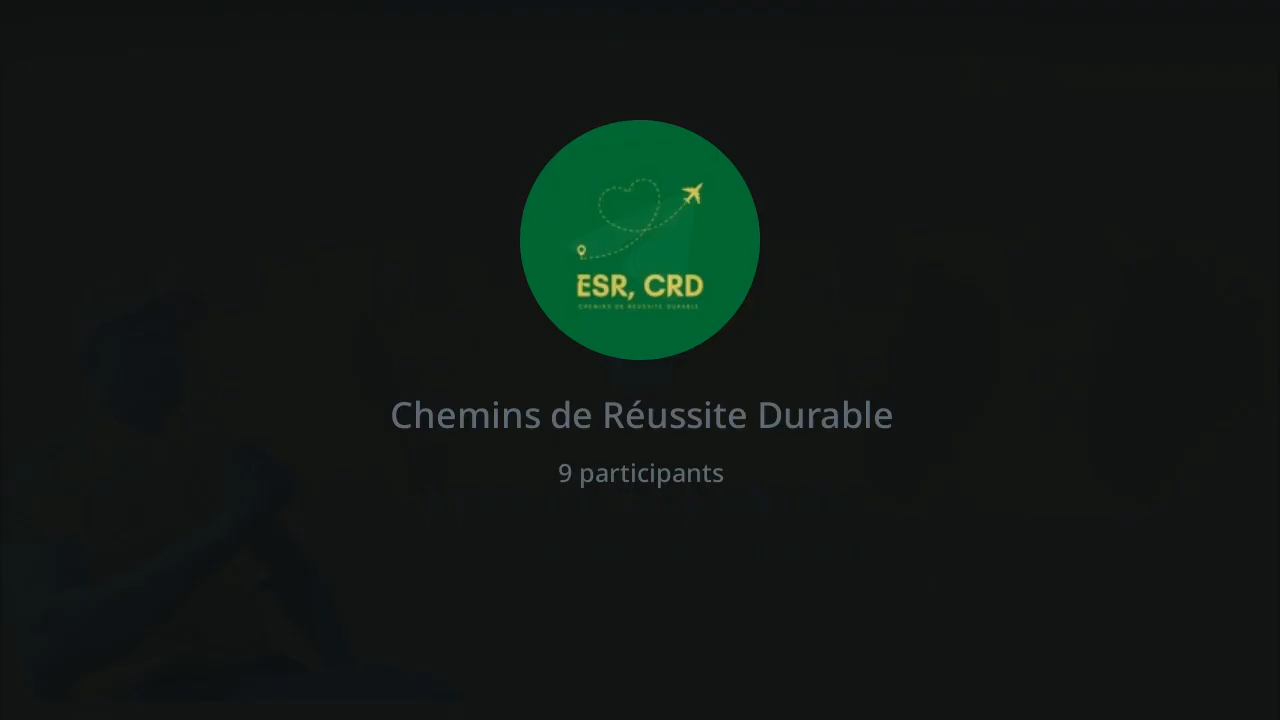 ESR, CRD
CHEMINS DE RÉUSSITE DURABLE
Chemins de Réussite Durable
9 participants